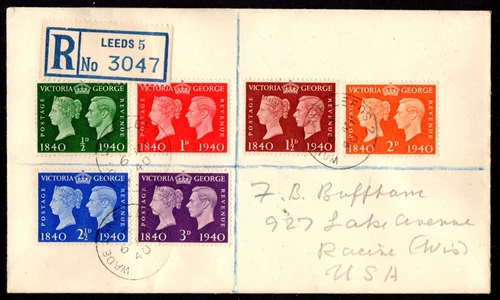 R
LEEDS 5
No 3047
VICTORIA GEORGE
POSTAGE REVENUE
1840 ½D 1940
VICTORIA GEORGE
POSTAGE REVENUE
1840 1D 1940
VICTORIA GEORGE
POSTAGE REVENUE
1840 1½D 1940
VICTORIA GEORGE
POSTAGE REVENUE
1840 2D 1940
VICTORIA GEORGE
POSTAGE REVENUE
1840 2½D 1940
VICTORIA GEORGE
POSTAGE REVENUE
1840 3D 1940
F. B. Buffham
927 Lake Avenue
Racine (Wis)
USA